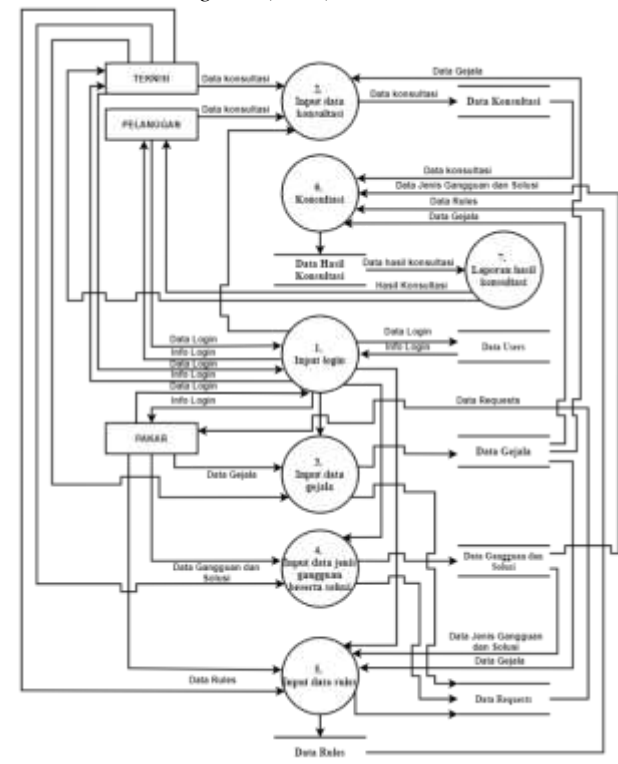 TEKNISI
Data konsultasi
PELANGGAN
Data konsultasi
2.
Input data
konsultasi
Data Gejala
Data konsultasi
Data Konsultasi
6.
Konsultasi
Data konsultasi
Data Jenis Gangguan dan Solusi
Data Rules
Data Gejala
Data Hasil
Konsultasi
Data hasil konsultasi
Hasil Konsultasi
7.
Laporan hasil
konsultasi
Data Login
Info Login
Data Login
Info Login
Data Login
Info Login
1.
Input login
Data Login
Info Login
Data Users
Data Requests
PAKAR
Data Gejala
3.
Input data
gejala
Data Gejala
Data Gangguan dan
Solusi
4.
Input data jenis
gangguan
beserta solusi
Data Gangguan dan
Solusi
Data Jenis Gangguan
dan Solusi
Data Gejala
Data Rules
5.
Input data rules
Data Requests
Data Rules